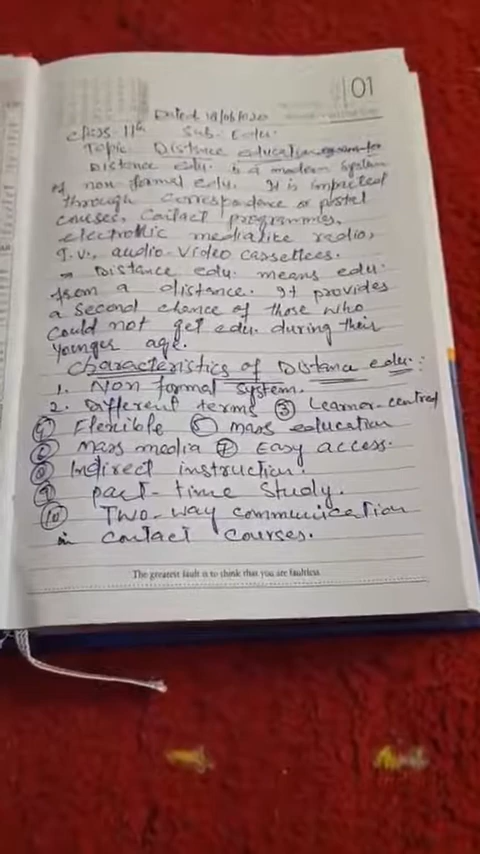 01
Dated 18/06/2020
Class 11th Sub. Edu.
Topic Distance education
Distance edu. is a modern system
of non formal edu. It is imparted
through correspondence or postel
courses, Contact programmes,
electronic media like radio,
T.V., audio-video cassettees.
→ Distance edu. means edu.
from a distance. It provides
a second chance of those who
could not get edu. during their
younger age.
Characteristics of Distance edu.:
1. Non formal system.
2. Different terms ③ Learner-centred
④ Flexible ⑤ mass education
⑥ Mass media ⑦ Easy access.
⑧ Indirect instruction.
⑨ part-time study.
⑩ Two-way communication
in contact courses.
The greatest fault is to think that you are faultless.